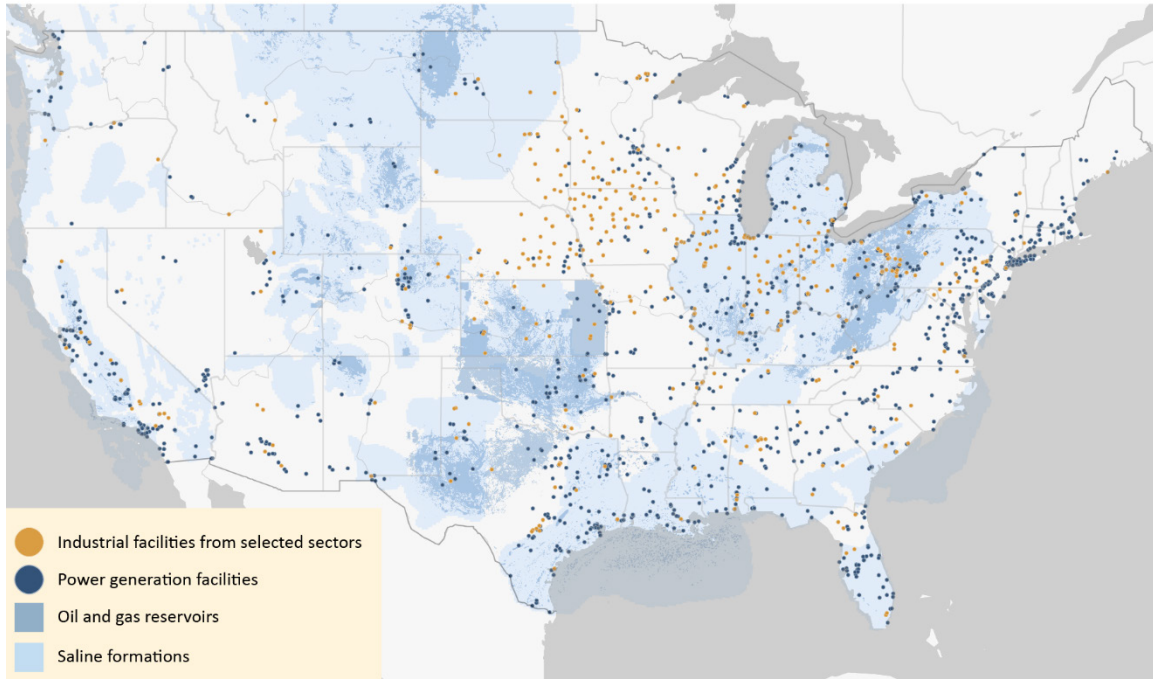 Industrial facilities from selected sectors
Power generation facilities
Oil and gas reservoirs
Saline formations